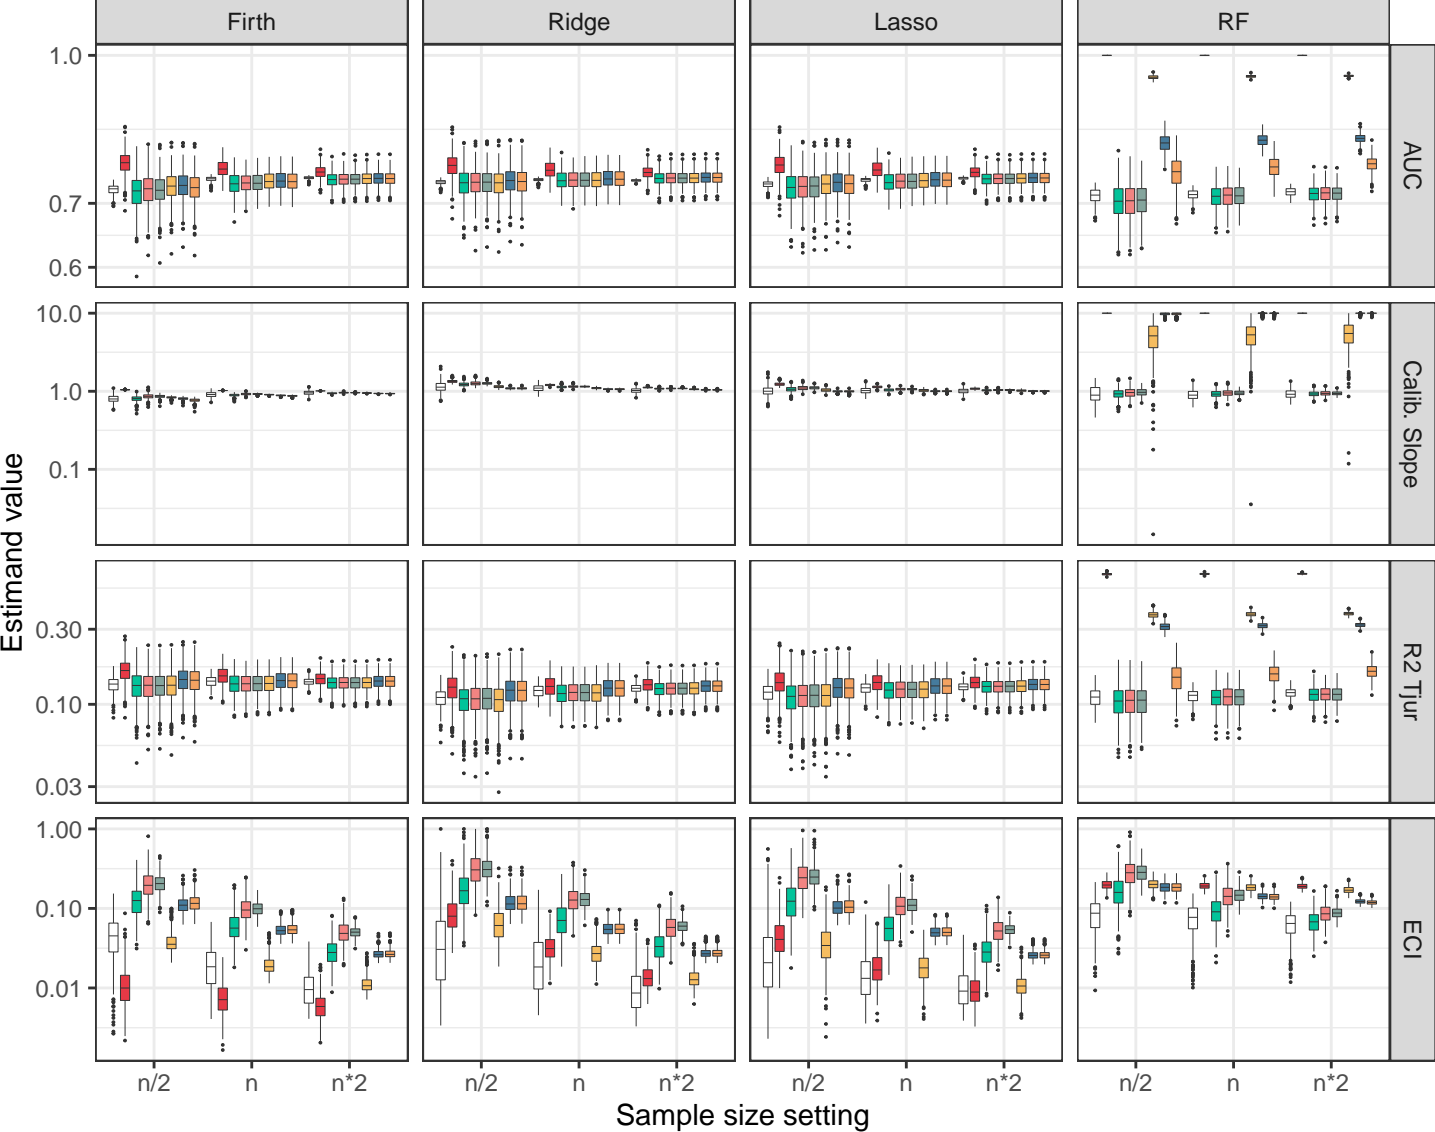 Firth Ridge Lasso RF
1.0
0.7
0.6
AUC
10.0
1.0
0.1
Calib. Slope
Estimand value
0.30
0.10
0.03
R2 Tjur
1.00
0.10
0.01
ECI
n/2 n n*2 n/2 n n*2 n/2 n n*2 n/2 n n*2
Sample size setting